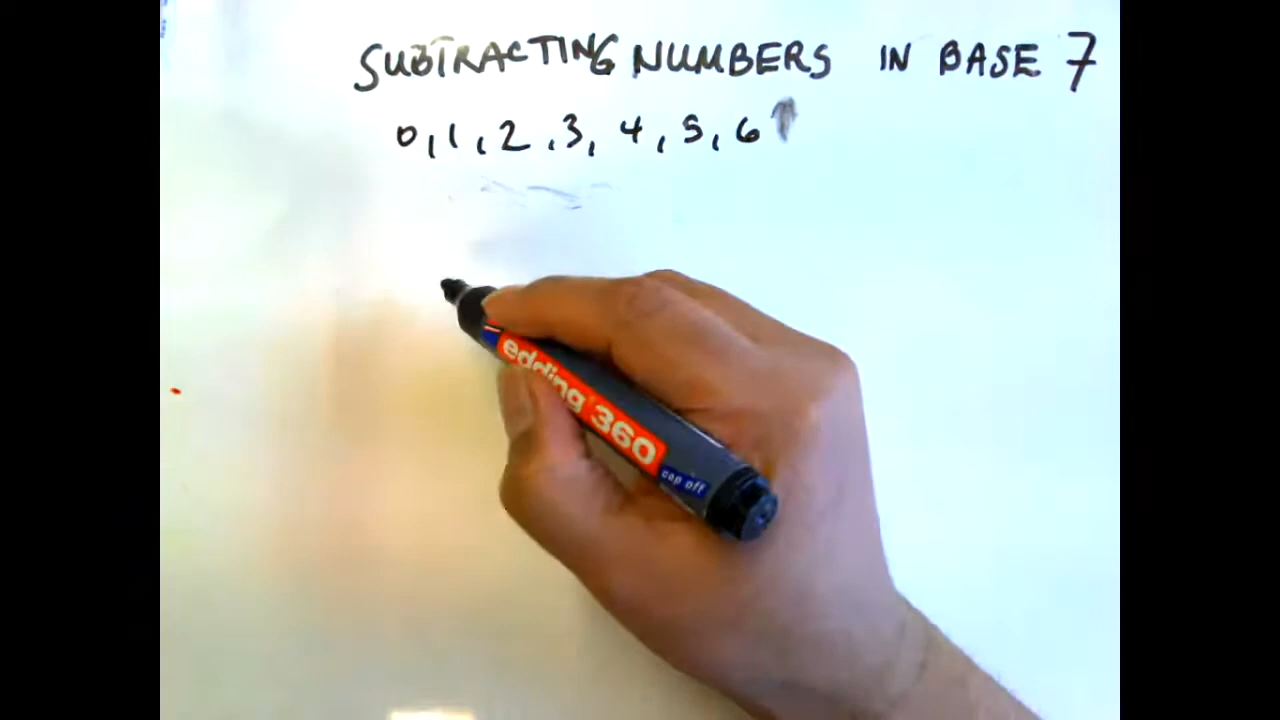 SUBTRACTING NUMBERS IN BASE 7
0, 1, 2, 3, 4, 5, 6
edding 360
cap off